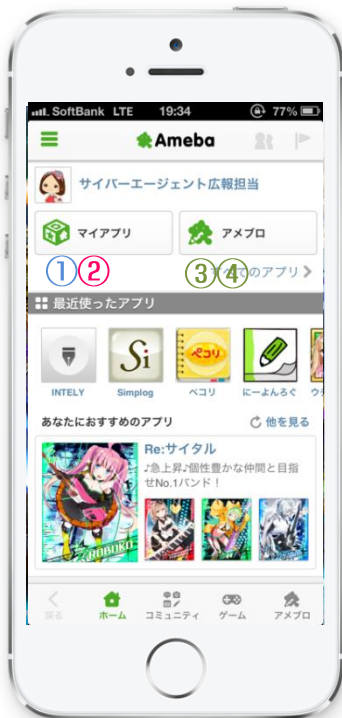 SoftBank LTE 19:34 77%
Ameba
サイバーエージェント広報担当
マイアプリ アメブロ
①② ③④ すべてのアプリ
最近使ったアプリ
Si ペコリ
INTELY Simplog ペコリ にーよんろぐ ウチ
あなたにおすすめのアプリ 他を見る
Re:サイタル
♪急上昇♪個性豊かな仲間と目指
せNo.1バンド!
ROBOKO
戻る ホーム コミュニティ ゲーム アメブロ